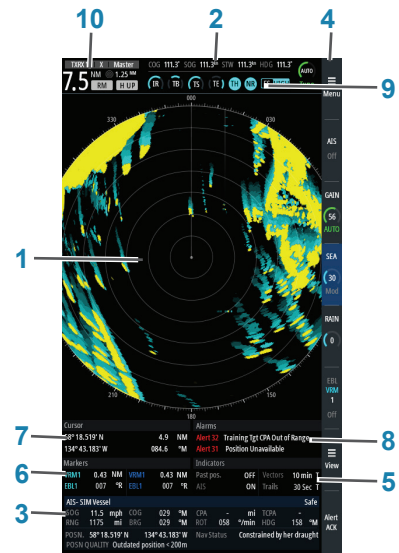 10
2
4
TXRX X Master COG 111.3° SOG 111.3kn STW 111.3kn HDG 111.3°
7.5 NM 1.25 NM
RM H UP
IR TB TS TE TH NR
AUTO
Menu
9
330
30
AIS
Off
GAIN
56
AUTO
1
SEA
30
Mod
RAIN
0
EBL
VRM
1
Off
210
180
150
Cursor Alarms
7
58° 18.519' N 4.9 NM Alert 32 Training Tgt CPA Out of Range
8
134° 43.183' W 084.6 °M Alert 31 Position Unavailable
Markers Indicators
View
6
VRM1 0.43 NM VRM1 0.43 NM Past pos. OFF Vectors 10 min T
5
EBL1 007 °R EBL1 007 °R AIS ON Trails 30 Sec T
AIS- SIM Vessel Safe
3
SOG 11.5 mph COG 029 °M CPA - mi TCPA -
RNG 1175 mi BRG 029 °M ROT 058 °/min HDG 158 °M
Alert
ACK
POSN. 58° 18.519' N 134° 43.183' W Nav Status Constrained by her draught
POSN QUALITY Outdated position < 200m